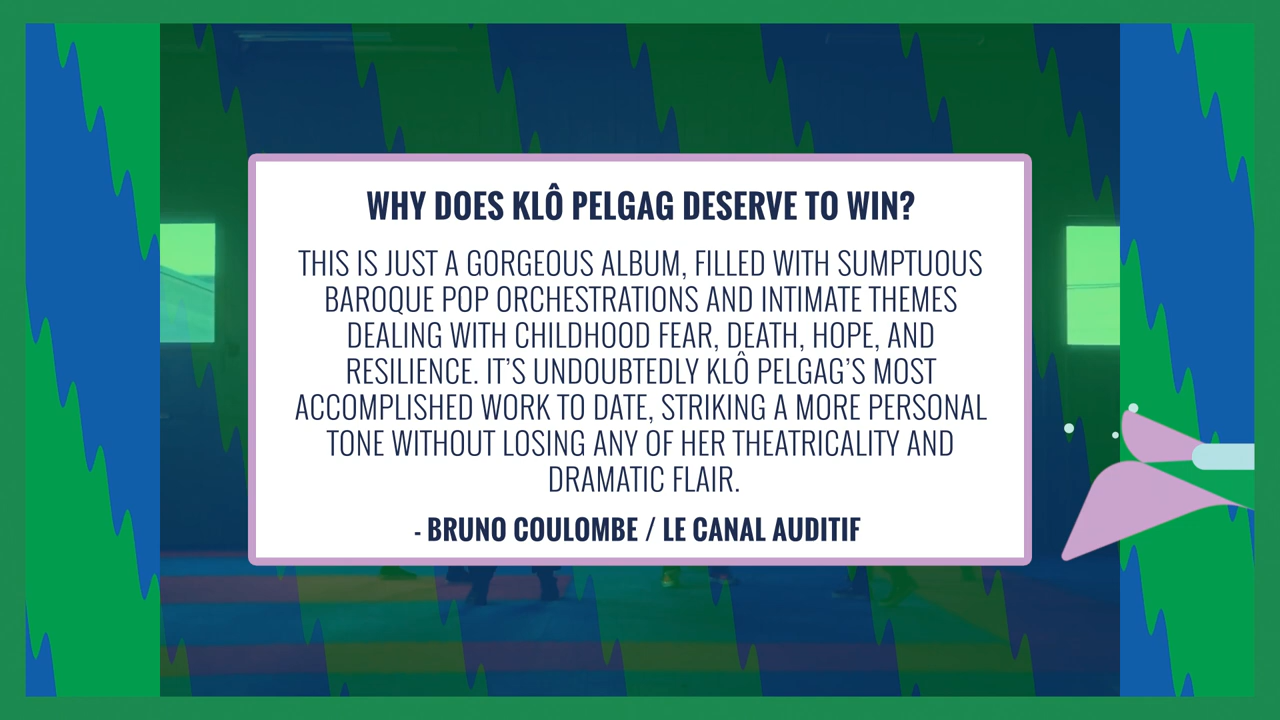 WHY DOES KLÔ PELGAG DESERVE TO WIN?
THIS IS JUST A GORGEOUS ALBUM, FILLED WITH SUMPTUOUS
BAROQUE POP ORCHESTRATIONS AND INTIMATE THEMES
DEALING WITH CHILDHOOD FEAR, DEATH, HOPE, AND
RESILIENCE. IT’S UNDOUBTEDLY KLÔ PELGAG’S MOST
ACCOMPLISHED WORK TO DATE, STRIKING A MORE PERSONAL
TONE WITHOUT LOSING ANY OF HER THEATRICALITY AND
DRAMATIC FLAIR.
- BRUNO COULOMBE / LE CANAL AUDITIF